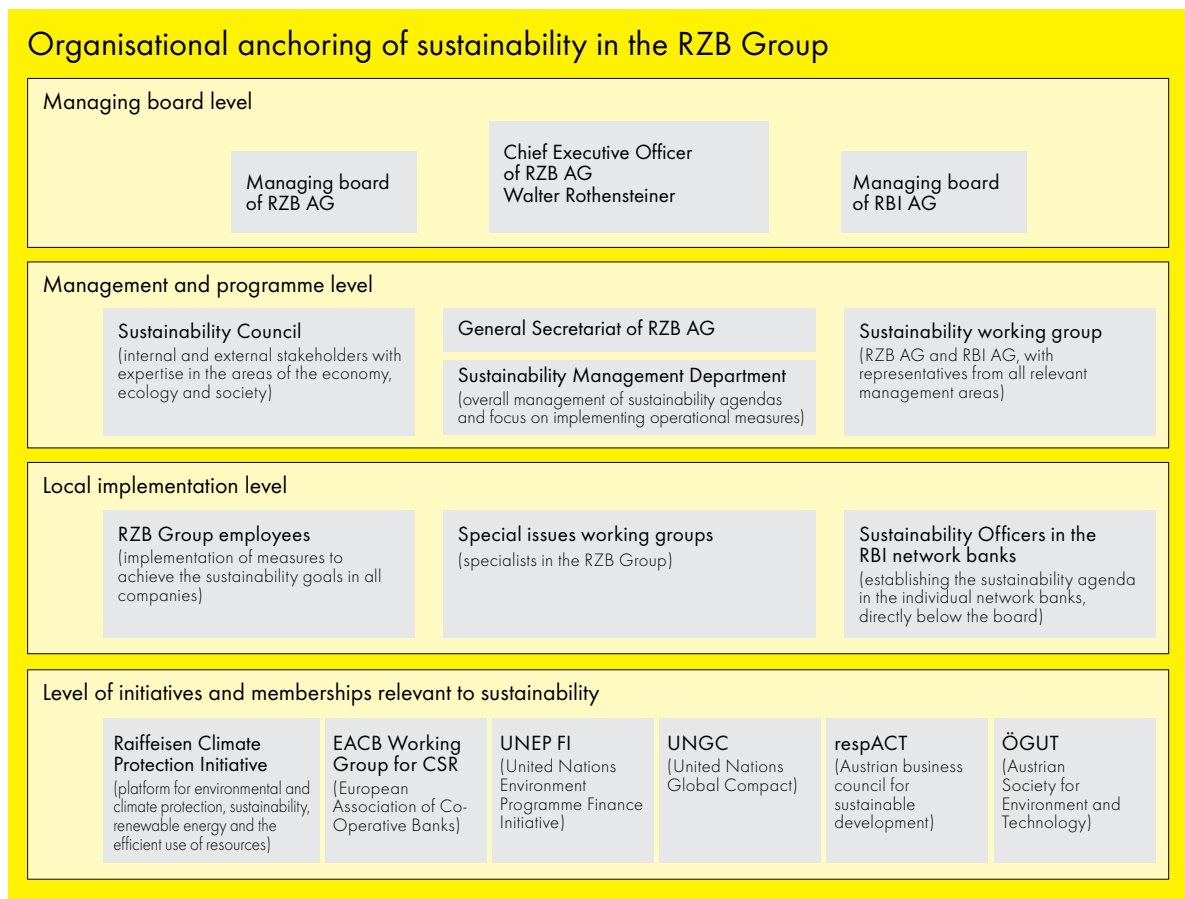 Organisational anchoring of sustainability in the RZB Group
Managing board level
Managing board
of RZB AG
Chief Executive Officer
of RZB AG
Walter Rothensteiner
Managing board
of RBI AG
Management and programme level
Sustainability Council
(internal and external stakeholders with
expertise in the areas of the economy,
ecology and society)
General Secretariat of RZB AG
Sustainability Management Department
(overall management of sustainability agendas
and focus on implementing operational measures)
Sustainability working group
(RZB AG and RBI AG, with
representatives from all relevant
management areas)
Local implementation level
RZB Group employees
(implementation of measures to
achieve the sustainability goals in all
companies)
Special issues working groups
(specialists in the RZB Group)
Sustainability Officers in the
RBI network banks
(establishing the sustainability agenda
in the individual network banks,
directly below the board)
Level of initiatives and memberships relevant to sustainability
Raiffeisen Climate
Protection Initiative
(platform for environmental and
climate protection, sustainability,
renewable energy and the
efficient use of resources)
EACB Working
Group for CSR
(European
Association of Co-
Operative Banks)
UNEP FI
(United Nations
Environment
Programme Finance
Initiative)
UNGC
(United Nations
Global Compact)
respACT
(Austrian business
council for
sustainable
development)
ÖGUT
(Austrian
Society for
Environment and
Technology)